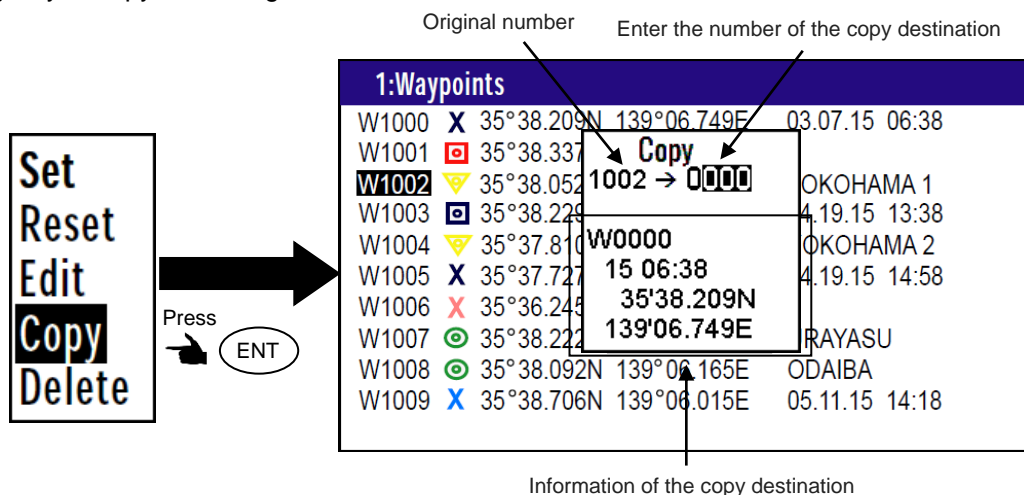 Original number
Enter the number of the copy destination
1:Waypoints
W1000 X 35°38.209N 139°06.749E 03.07.15 06:38
W1001 35°38.337
W1002 35°38.052 OKOHAMA 1
W1003 35°38.229 4.19.15 13:38
W1004 35°37.810 OKOHAMA 2
W1005 X 35°37.727 4.19.15 14:58
W1006 X 35°36.245
W1007 35°38.222 RAYASU
W1008 35°38.092N 139°06.165E ODAIBA
W1009 X 35°38.706N 139°06.015E 05.11.15 14:18
Copy
1002 → 0000
W0000
15 06:38
35'38.209N
139'06.749E
Set
Reset
Edit
Copy
Delete
Press
ENT
Information of the copy destination